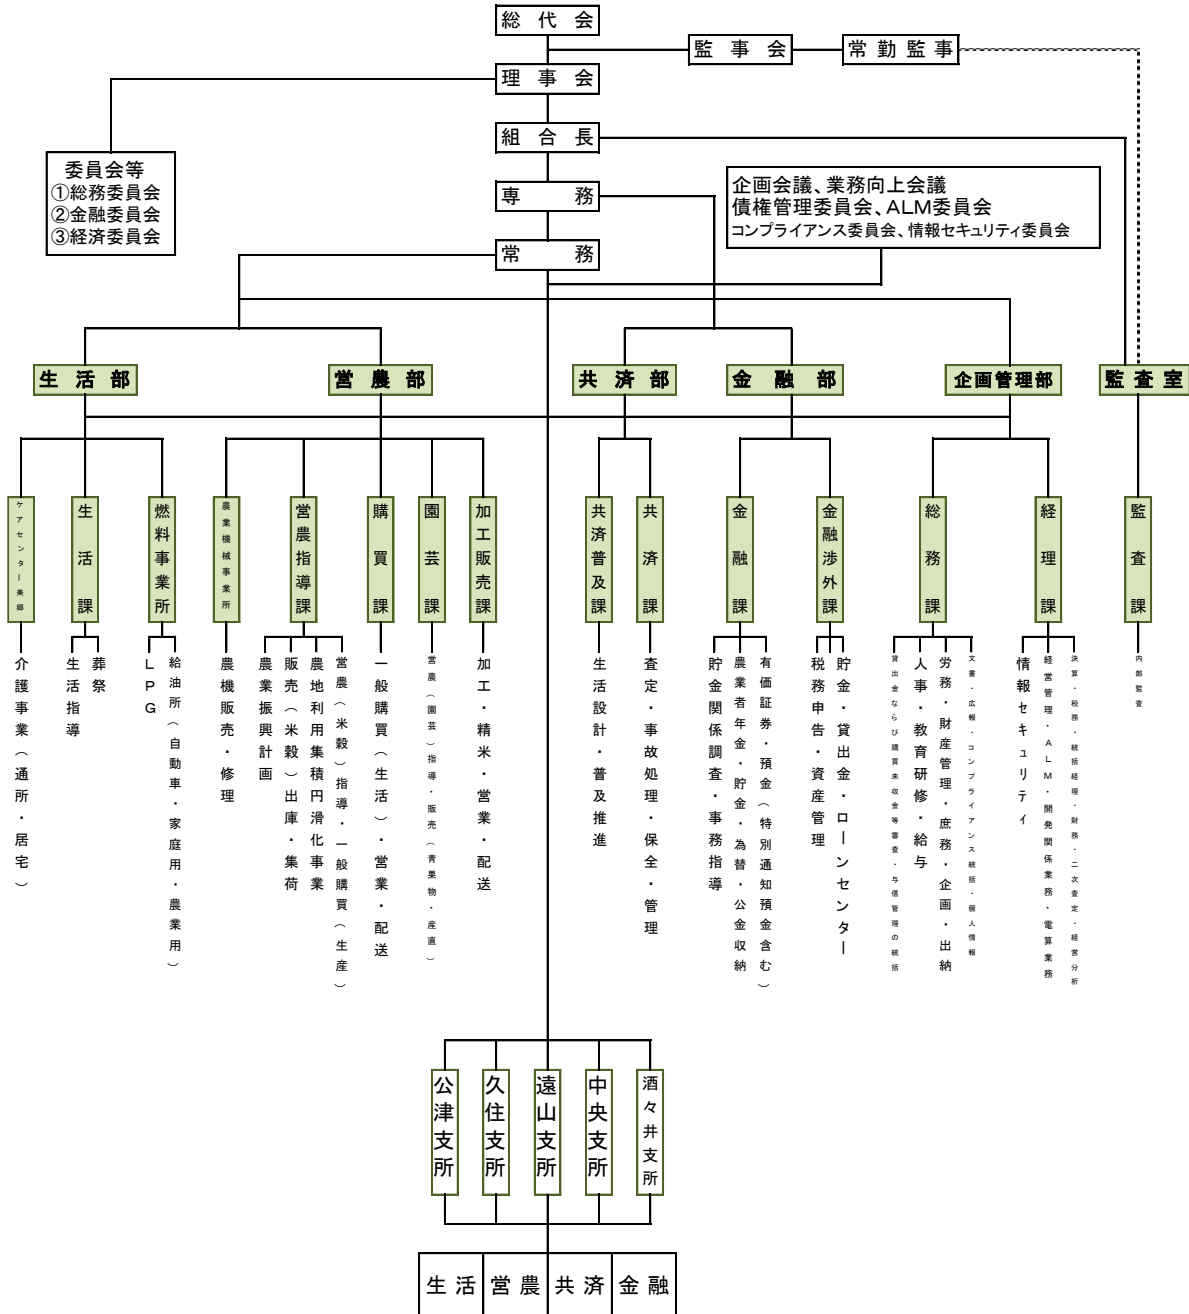 総代会
監事会
常勤監事
理事会
組合長
委員会等
①総務委員会
②金融委員会
③経済委員会
専務
企画会議、業務向上会議
債権管理委員会、ALM委員会
コンプライアンス委員会、情報セキュリティ委員会
常務
生活部
営農部
共済部
金融部
企画管理部
監査室
ケアセンター美郷
生活課
燃料事業所
農業機械事業所
営農指導課
購買課
園芸課
加工販売課
共済普及課
共済課
金融課
金融渉外課
総務課
経理課
監査課
介護事業(通所・居宅)
生活指導
葬祭
LPG
給油所(自動車・家庭用・農業用)
農機販売・修理
農業振興計画
販売(米穀)出庫・集荷
農地利用集積円滑化事業
営農(米穀)指導・一般購買(生産)
一般購買(生活)・営業・配送
営農(園芸)指導・販売(青果物・産直)
加工・精米・営業・配送
生活設計・普及推進
査定・事故処理・保全・管理
貯金関係調査・事務指導
農業者年金・貯金・為替・公金収納
有価証券・預金(特別通知預金含む)
税務申告・資産管理
貯金・貸出金・ローンセンター
貸出金ならび購買未収金等審査・与信管理の統括
人事・教育研修・給与
労務・財産管理・庶務・企画・出納
文書・広報・コンプライアンス統括・個人情報
情報セキュリティ
経営管理・ALM・開発関係業務・電算業務
決算・税務・統括経理・財務・二次査定・経営分析
内部監査
公津支所
久住支所
遠山支所
中央支所
酒々井支所
生活
営農
共済
金融